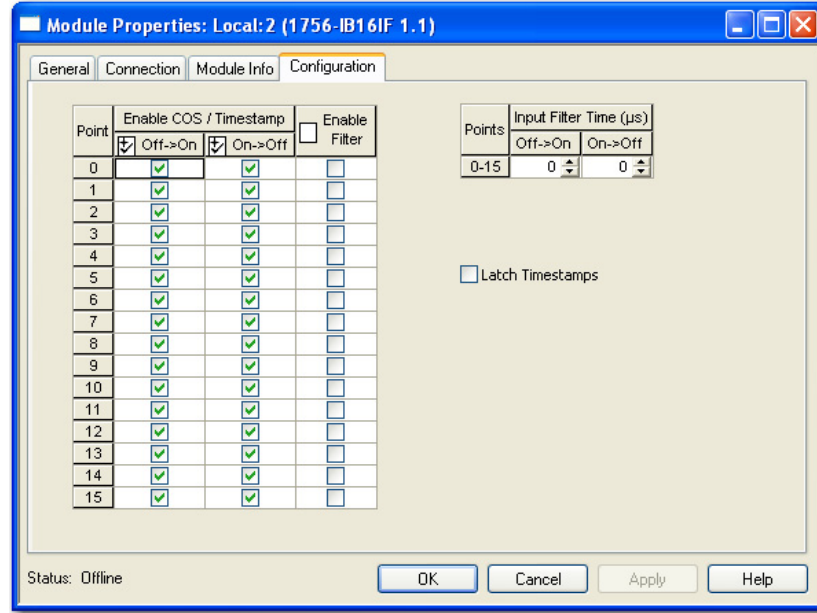 Module Properties: Local:2 (1756-IB16IF 1.1)
General Connection Module Info Configuration
Point Enable COS / Timestamp Enable Filter
Off->On On->Off
0
1
2
3
4
5
6
7
8
9
10
11
12
13
14
15
Points Input Filter Time (µs)
Off->On On->Off
0-15 0 0
Latch Timestamps
Status: Offline OK Cancel Apply Help